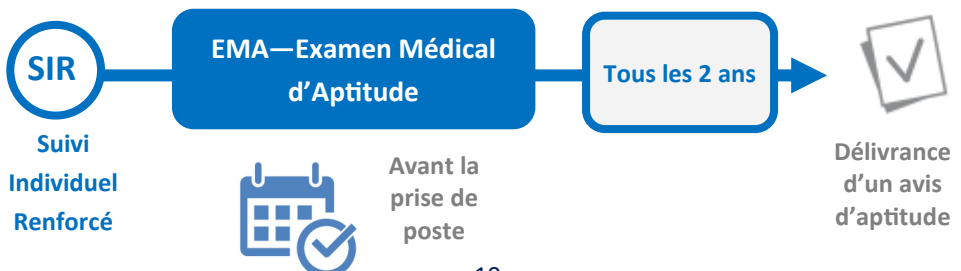 SIR
Suivi
Individuel
Renforcé
EMA—Examen Médical
d'Aptitude
Avant la
prise de
poste
Tous les 2 ans
Délivrance
d'un avis
d'aptitude